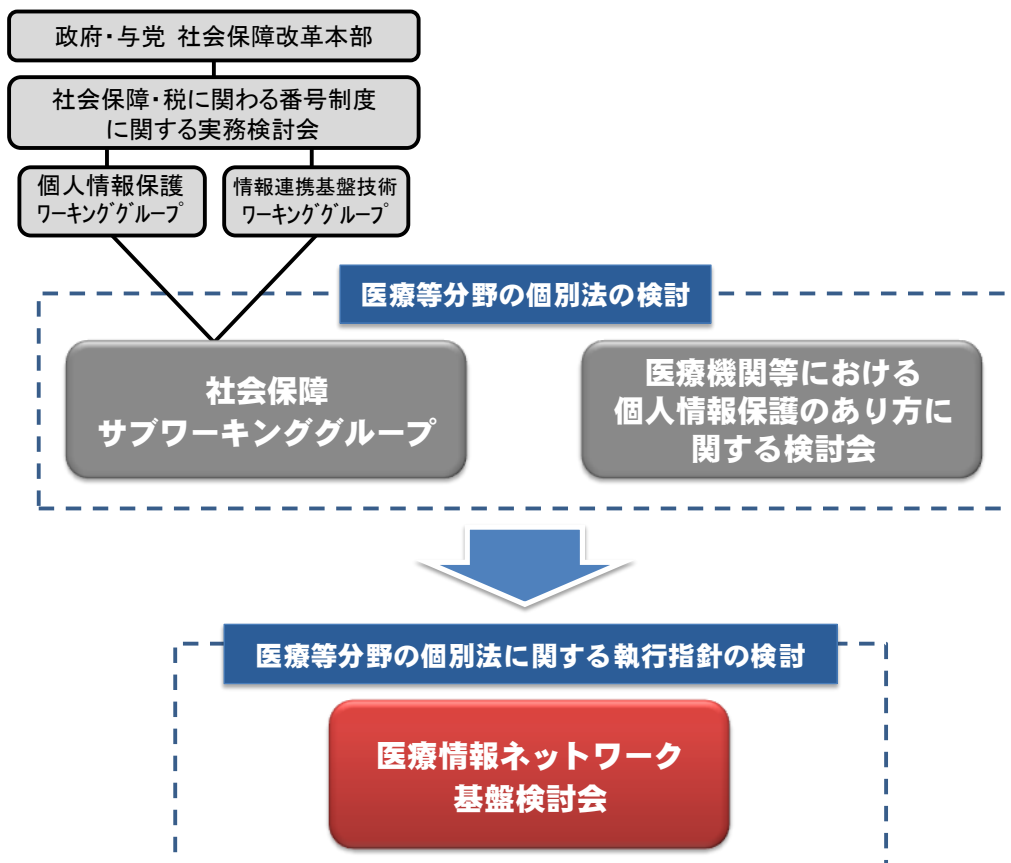 政府・与党 社会保障改革本部
社会保障・税に関わる番号制度
に関する実務検討会
個人情報保護
ワーキンググループ
情報連携基盤技術
ワーキンググループ
医療等分野の個別法の検討
社会保障
サブワーキンググループ
医療機関等における
個人情報保護のあり方に
関する検討会
医療等分野の個別法に関する執行指針の検討
医療情報ネットワーク
基盤検討会